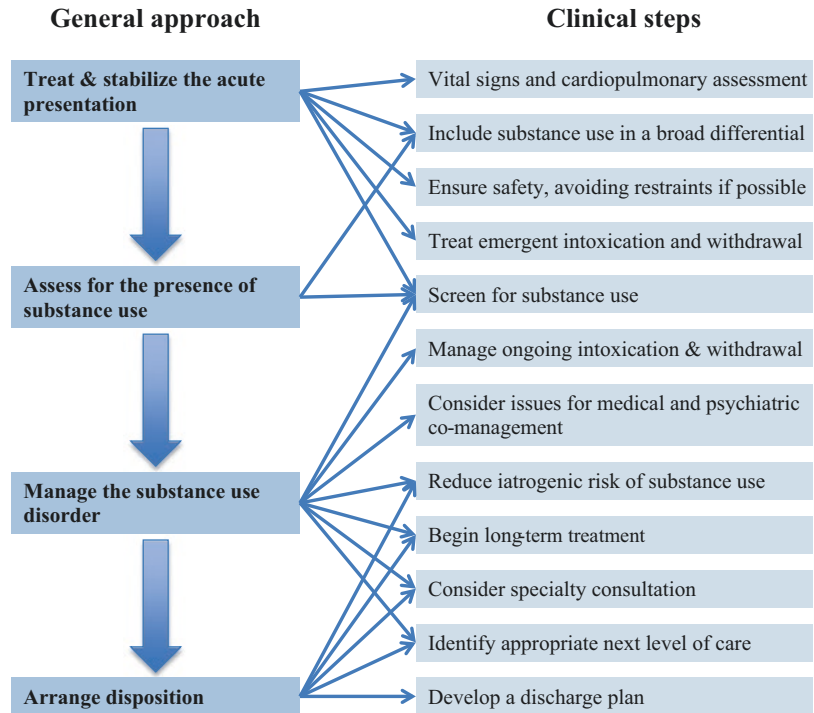 General approach
Treat & stabilize the acute
presentation
Assess for the presence of
substance use
Manage the substance use
disorder
Arrange disposition
Clinical steps
Vital signs and cardiopulmonary assessment
Include substance use in a broad differential
Ensure safety, avoiding restraints if possible
Treat emergent intoxication and withdrawal
Screen for substance use
Manage ongoing intoxication & withdrawal
Consider issues for medical and psychiatric
co-management
Reduce iatrogenic risk of substance use
Begin long-term treatment
Consider specialty consultation
Identify appropriate next level of care
Develop a discharge plan